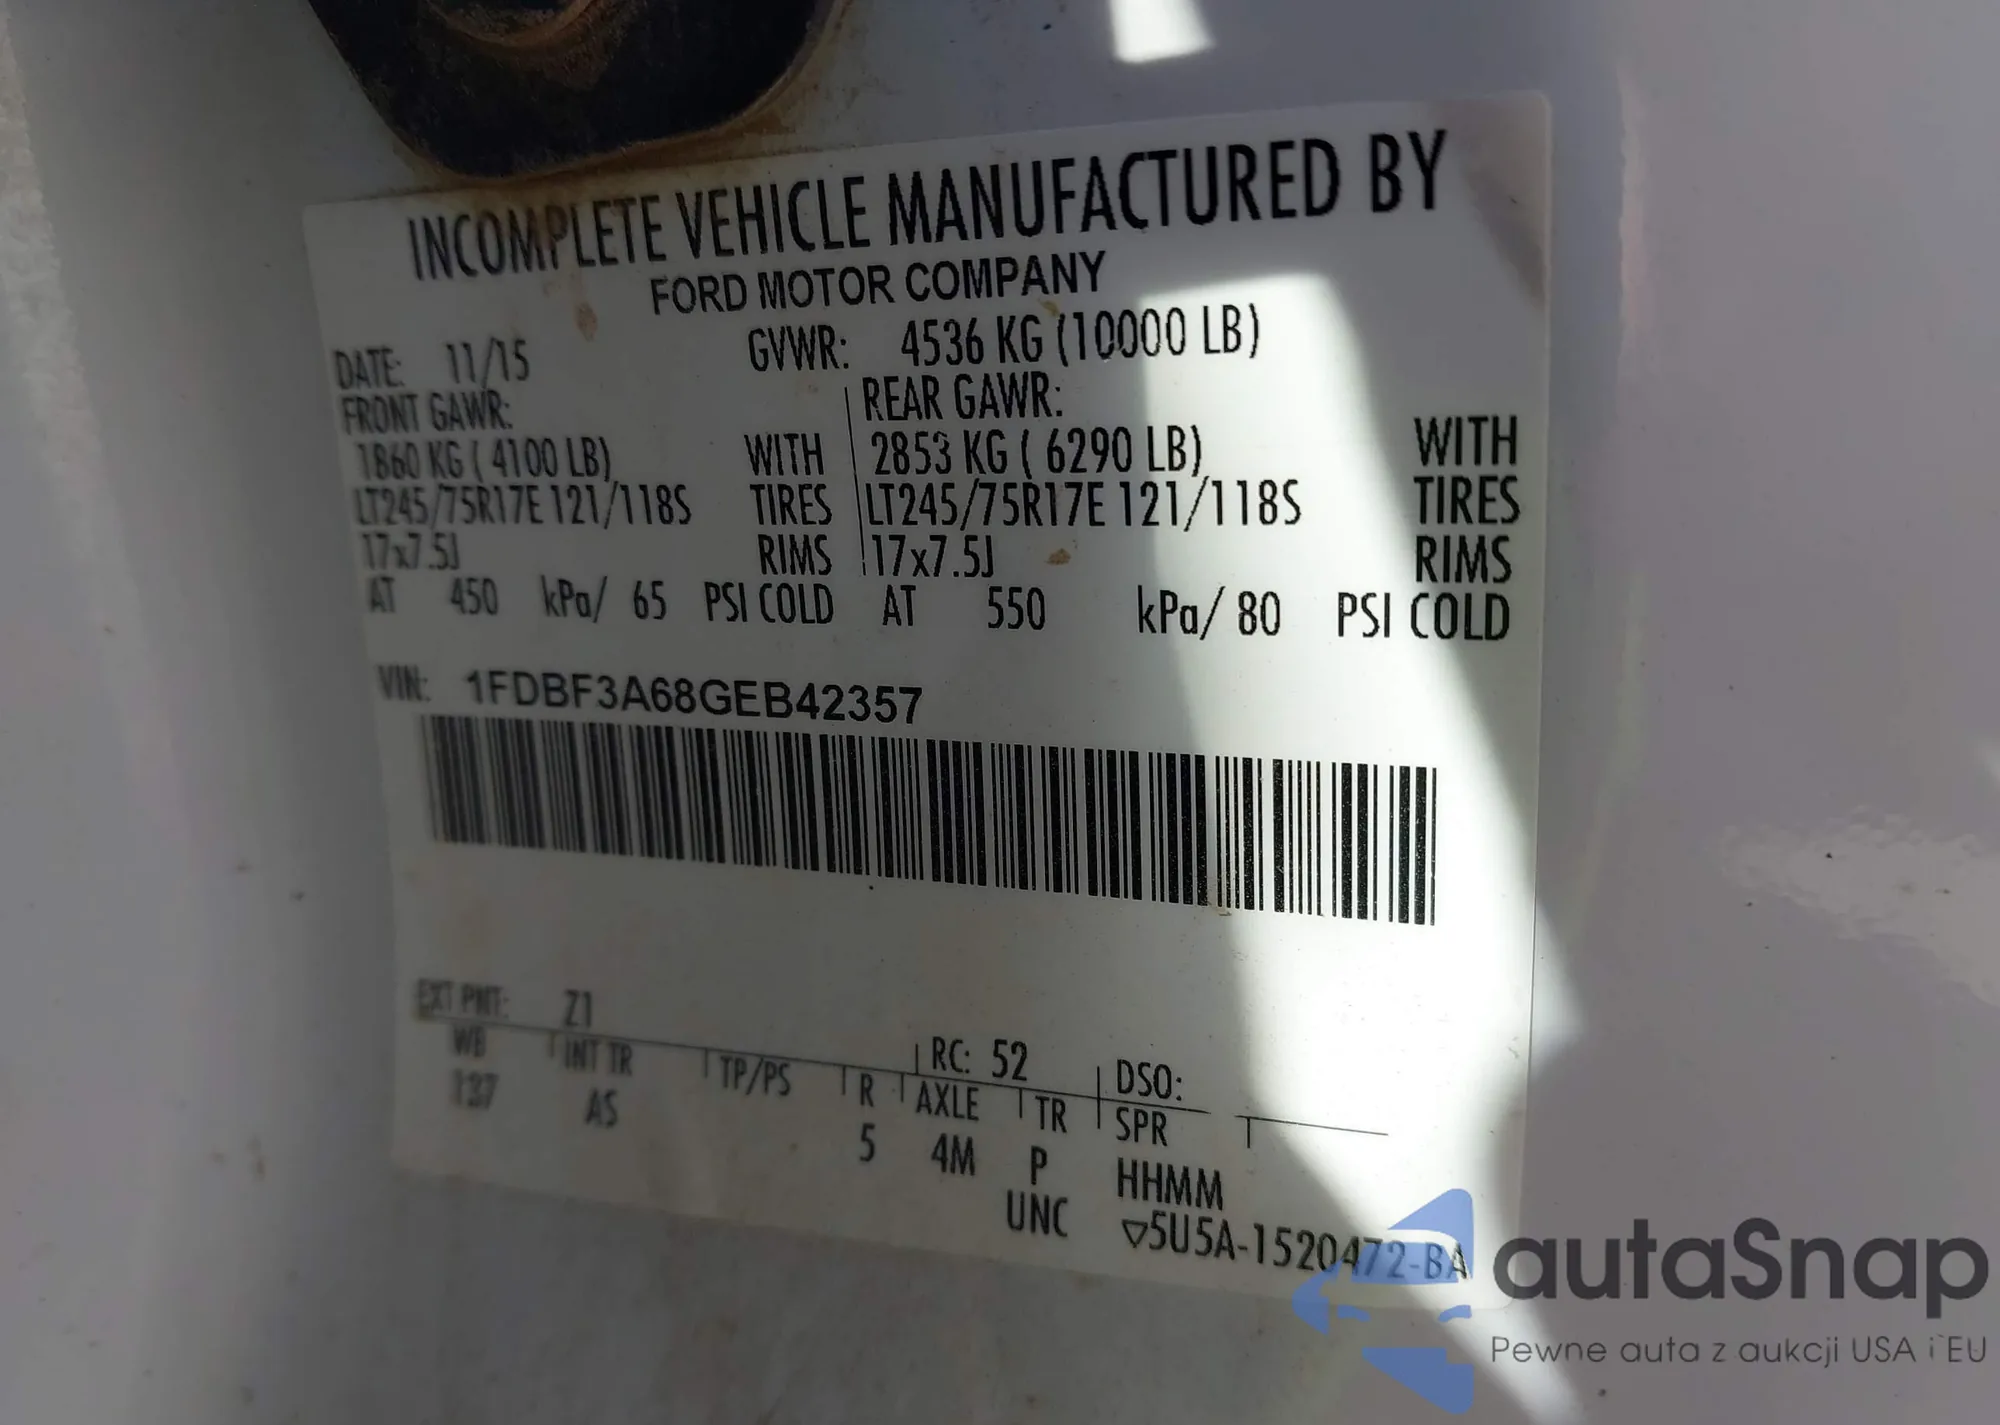 INCOMPLETE VEHICLE MANUFACTURED BY
FORD MOTOR COMPANY
DATE: 11/15 GVWR: 4536 KG (10000 LB)
FRONT GAWR: REAR GAWR:
1860 KG ( 4100 LB) WITH 2853 KG ( 6290 LB) WITH
LT245/75R17E 121/118S TIRES LT245/75R17E 121/118S TIRES
17x7.5J RIMS 17x7.5J RIMS
AT 450 kPa/ 65 PSI COLD AT 550 kPa/ 80 PSI COLD
VIN: 1FDBF3A68GEB42357
EXT PNT: Z1 RC: 52 DSO:
WB INT TR TP/PS R AXLE TR SPR
137 AS 5 4M P HHMM
UNC ▽5U5A-1520472-BA
autaSnap
Pewne auta z aukcji USA i EU